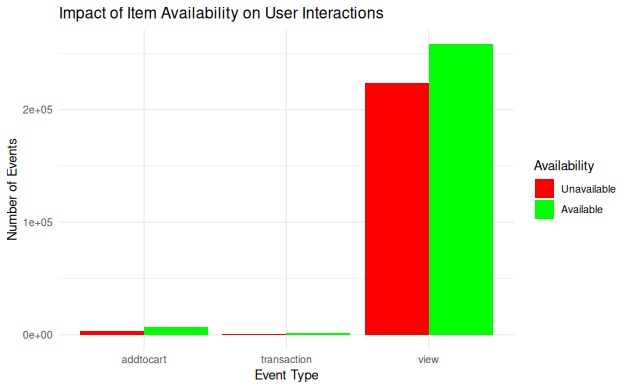 Impact of Item Availability on User Interactions
Number of Events
2e+05
1e+05
0e+00
addtocart transaction view
Event Type
Availability
Unavailable
Available